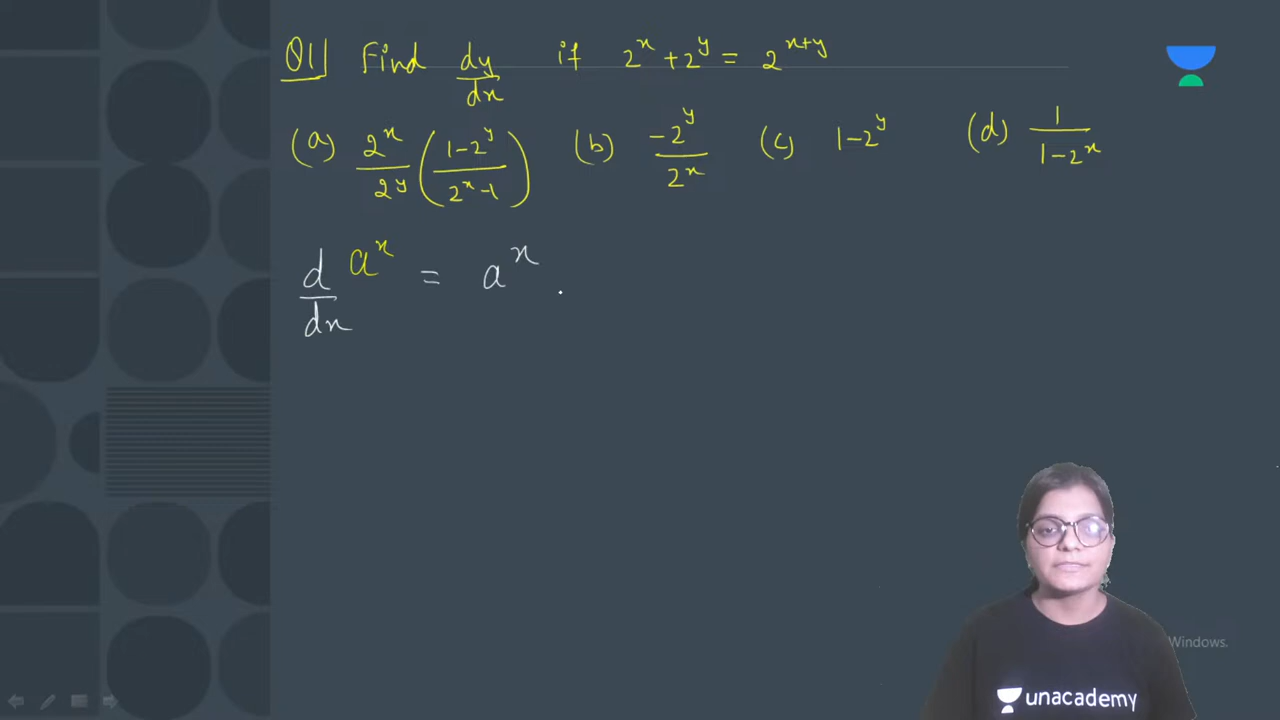 Q1 Find dy/dx if 2^x + 2^y = 2^(x+y)
(a) 2^x/2^y ((1-2^y)/(2^x-1)) (b) -2^y/2^x (c) 1-2^y (d) 1/(1-2^x)
d/dx a^x = a^x .
Windows.
unacademy